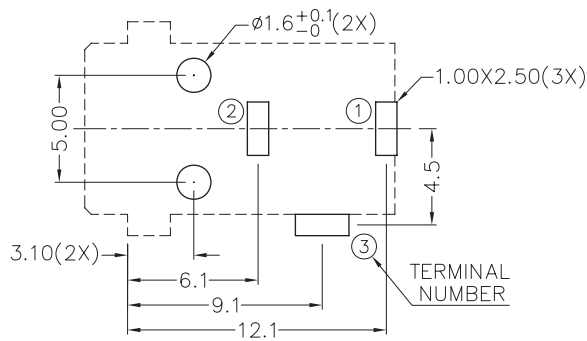 ø1.6+0.1-0(2X)
1.00X2.50(3X)
2
1
5.00
4.5
3.10(2X)
6.1
3
TERMINAL
NUMBER
9.1
12.1